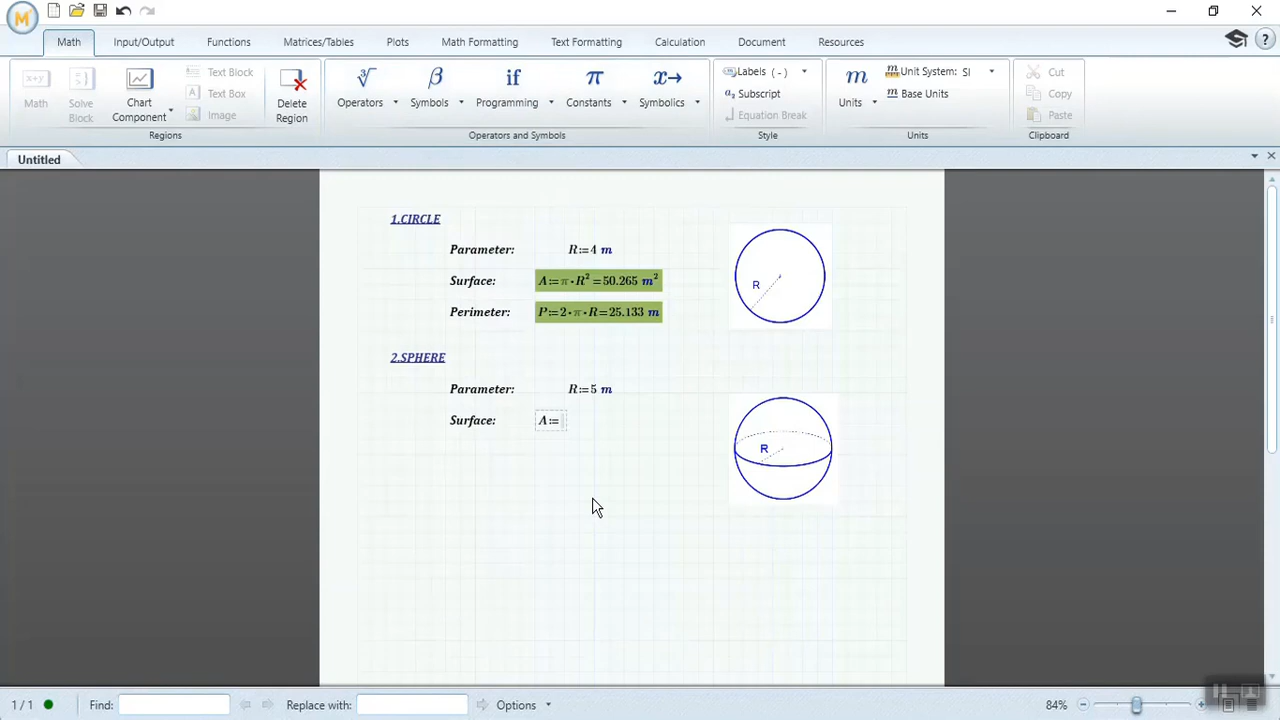 M
Math Input/Output Functions Matrices/Tables Plots Math Formatting Text Formatting Calculation Document Resources ?
x+y Text Block 3√ β if π x→ Labels ( - ) m Unit System: SI Cut
Math Solve Block Chart Component A Text Box Delete Region Operators Symbols Programming Constants Symbolics a₂ Subscript Units Base Units Copy
Image Equation Break Paste
Regions Operators and Symbols Style Units Clipboard
Untitled
1.CIRCLE
Parameter: R:=4 m
Surface: A:=π·R²=50.265 m²
R
Perimeter: P:=2·π·R=25.133 m
2.SPHERE
Parameter: R:=5 m
Surface: A:=
R
1 / 1 Find: Replace with: Options 84%